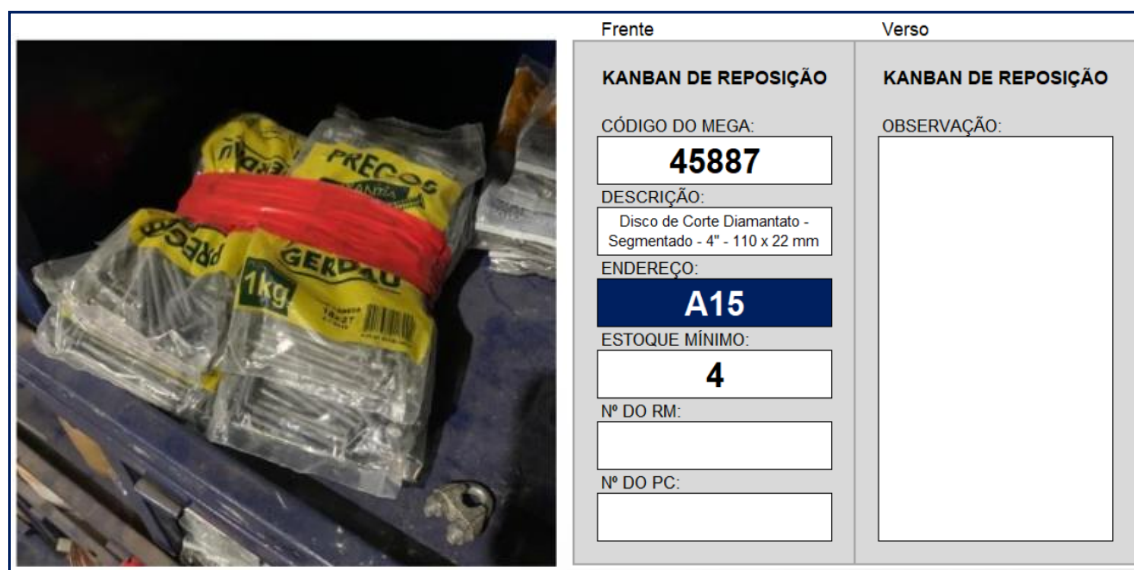 Frente
Verso
KANBAN DE REPOSIÇÃO
CÓDIGO DO MEGA:
45887
DESCRIÇÃO:
Disco de Corte Diamantato -
Segmentado - 4" - 110 x 22 mm
ENDEREÇO:
A15
ESTOQUE MÍNIMO:
4
Nº DO RM:
Nº DO PC:
KANBAN DE REPOSIÇÃO
OBSERVAÇÃO:
PREGOS
GERDAU
1kg
18x27